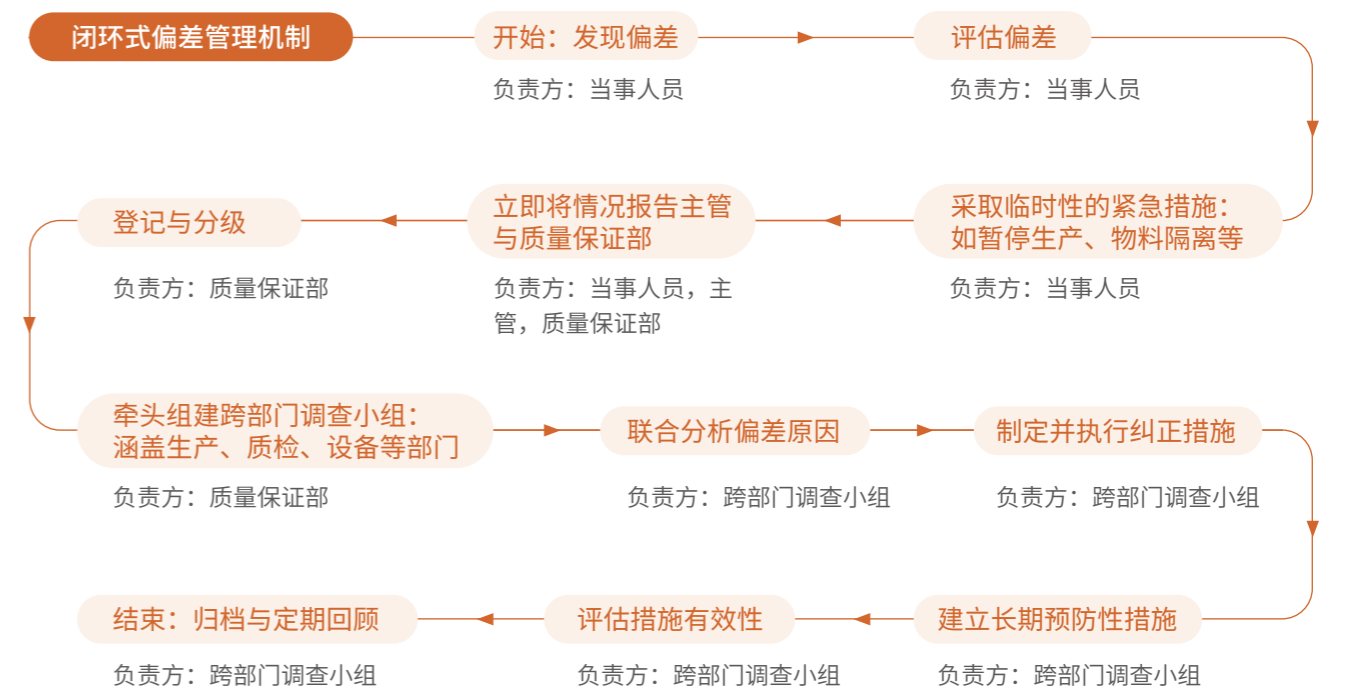 闭环式偏差管理机制
开始：发现偏差
负责方：当事人员
评估偏差
负责方：当事人员
采取临时性的紧急措施：
如暂停生产、物料隔离等
负责方：当事人员
立即将情况报告主管
与质量保证部
负责方：当事人员，主
管，质量保证部
登记与分级
负责方：质量保证部
牵头组建跨部门调查小组：
涵盖生产、质检、设备等部门
负责方：质量保证部
联合分析偏差原因
负责方：跨部门调查小组
制定并执行纠正措施
负责方：跨部门调查小组
建立长期预防性措施
负责方：跨部门调查小组
评估措施有效性
负责方：跨部门调查小组
结束：归档与定期回顾
负责方：跨部门调查小组